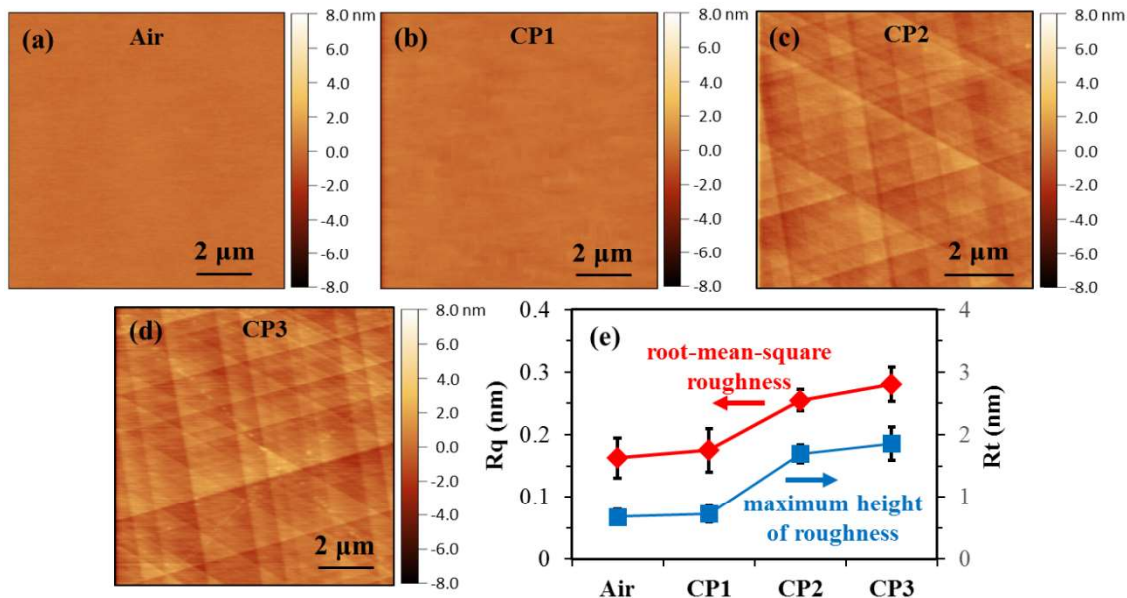 (a)
Air
2 µm
8.0 nm
6.0
4.0
2.0
0.0
-2.0
-4.0
-6.0
-8.0
(b)
CP1
2 µm
8.0 nm
6.0
4.0
2.0
0.0
-2.0
-4.0
-6.0
-8.0
(c)
CP2
2 µm
8.0 nm
6.0
4.0
2.0
0.0
-2.0
-4.0
-6.0
-8.0
(d)
CP3
2 µm
8.0 nm
6.0
4.0
2.0
0.0
-2.0
-4.0
-6.0
-8.0
(e)
root-mean-square
roughness
maximum height
of roughness
Rq (nm)
0.4
0.3
0.2
0.1
0
Rt (nm)
4
3
2
1
0
Air CP1 CP2 CP3